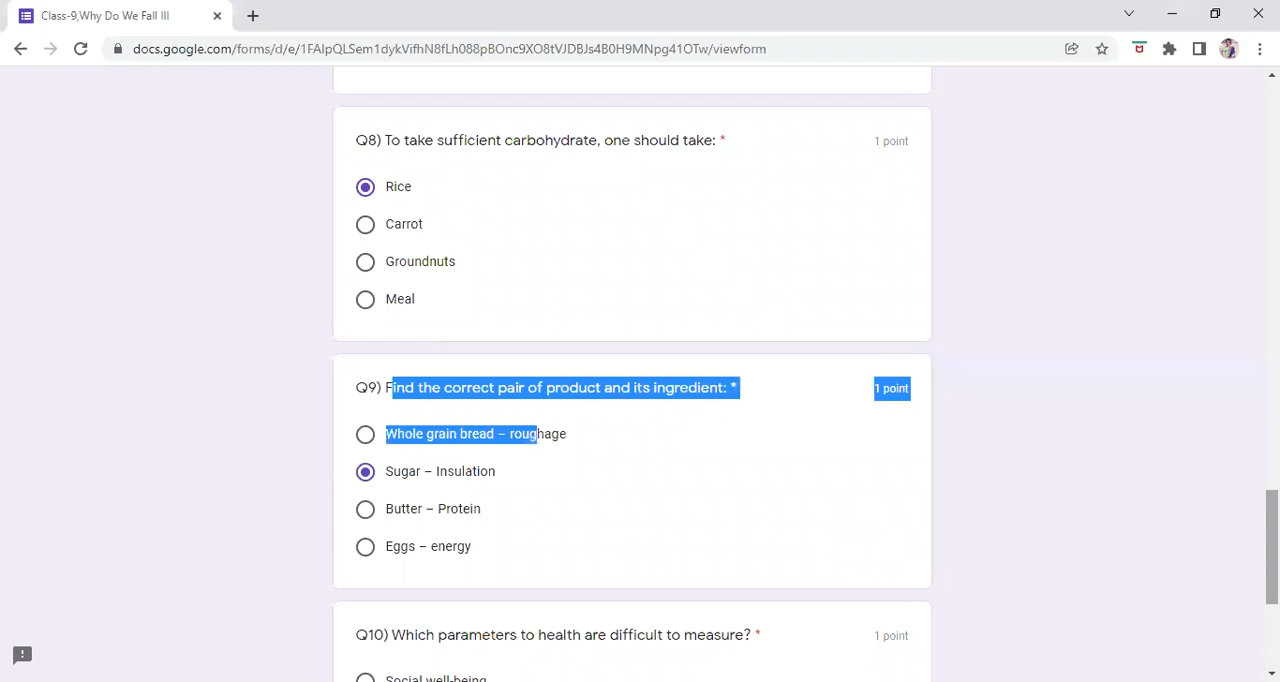 Class-9,Why Do We Fall Ill
docs.google.com/forms/d/e/1FAIpQLSem1dykVifhN8fLh088pBOnc9XO8tVJDBJs4B0H9MNpg41OTw/viewform
Q8) To take sufficient carbohydrate, one should take: *
1 point
Rice
Carrot
Groundnuts
Meal
Q9) Find the correct pair of product and its ingredient: *
1 point
Whole grain bread – roughage
Sugar – Insulation
Butter – Protein
Eggs – energy
Q10) Which parameters to health are difficult to measure? *
1 point
Social well-being